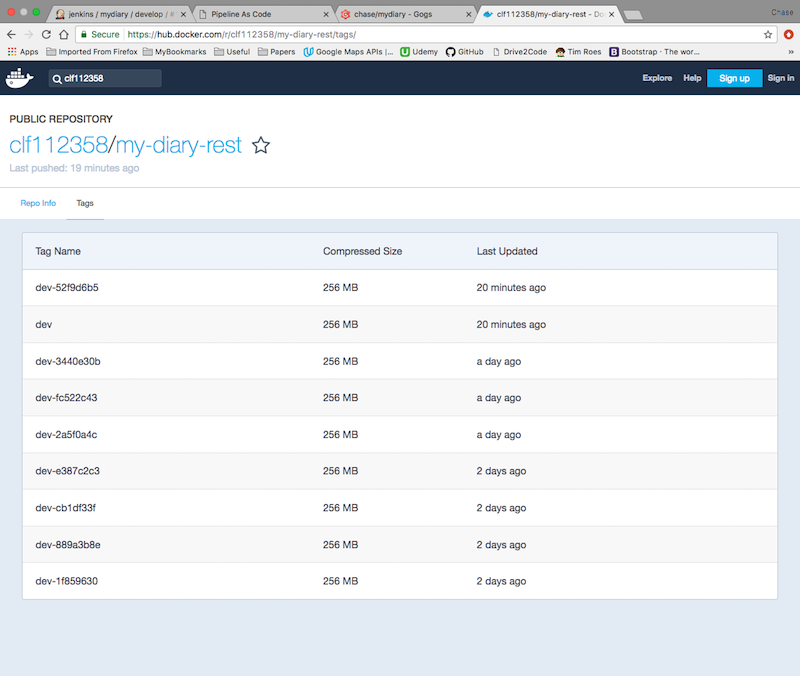 jenkins / mydiary / develop / #
Pipeline As Code
chase/mydiary - Gogs
clf112358/my-diary-rest - Do
Chase
Secure https://hub.docker.com/r/clf112358/my-diary-rest/tags/
Apps Imported From Firefox MyBookmarks Useful Papers Google Maps APIs |... Udemy GitHub Drive2Code Tim Roes Bootstrap · The wor... »
clf112358
Explore Help Sign up Sign in
PUBLIC REPOSITORY
clf112358/my-diary-rest
Last pushed: 19 minutes ago
Repo Info Tags
Tag Name Compressed Size Last Updated
dev-52f9d6b5 256 MB 20 minutes ago
dev 256 MB 20 minutes ago
dev-3440e30b 256 MB a day ago
dev-fc522c43 256 MB a day ago
dev-2a5f0a4c 256 MB a day ago
dev-e387c2c3 256 MB 2 days ago
dev-cb1df33f 256 MB 2 days ago
dev-889a3b8e 256 MB 2 days ago
dev-1f859630 256 MB 2 days ago